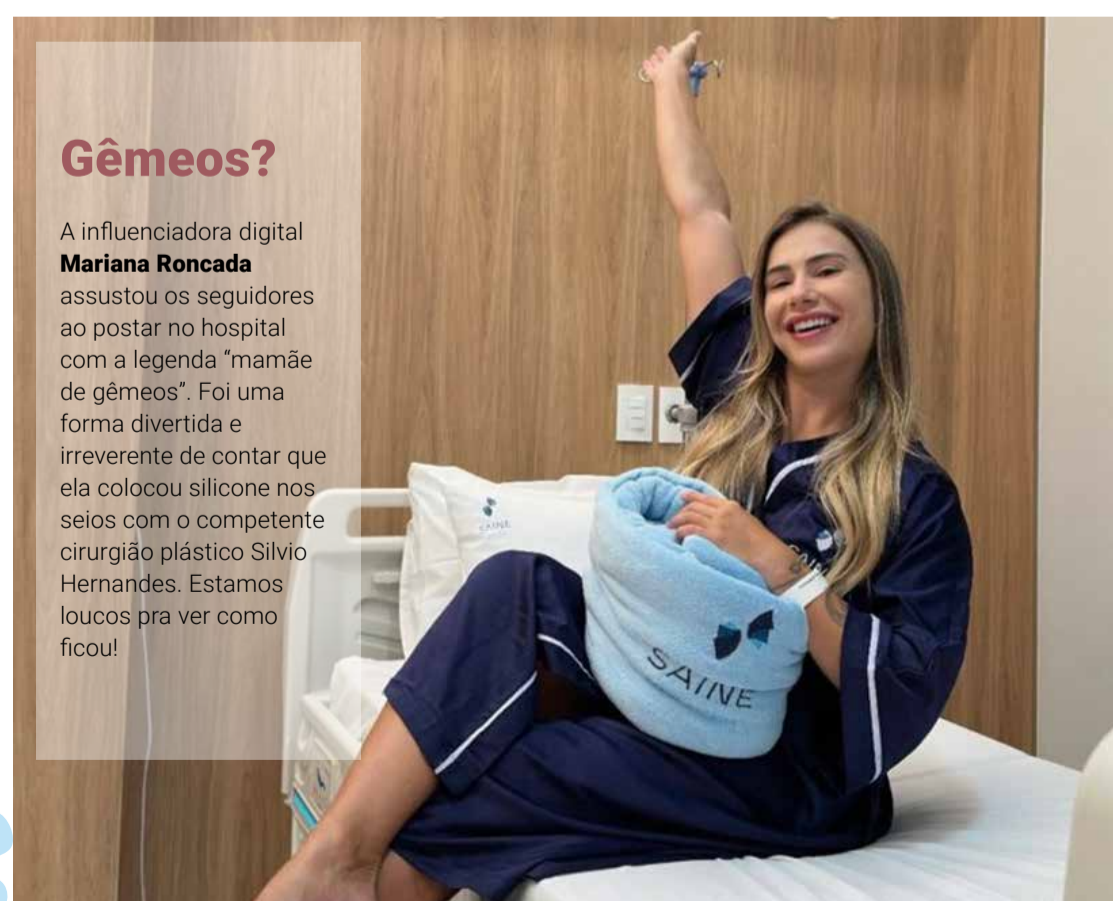 Gêmeos?
A influenciadora digital
Mariana Roncada
assustou os seguidores
ao postar no hospital
com a legenda “mamãe
de gêmeos”. Foi uma
forma divertida e
irreverente de contar que
ela colocou silicone nos
seios com o competente
cirurgião plástico Silvio
Hernandes. Estamos
loucos pra ver como
ficou!
SAINE
SAINE